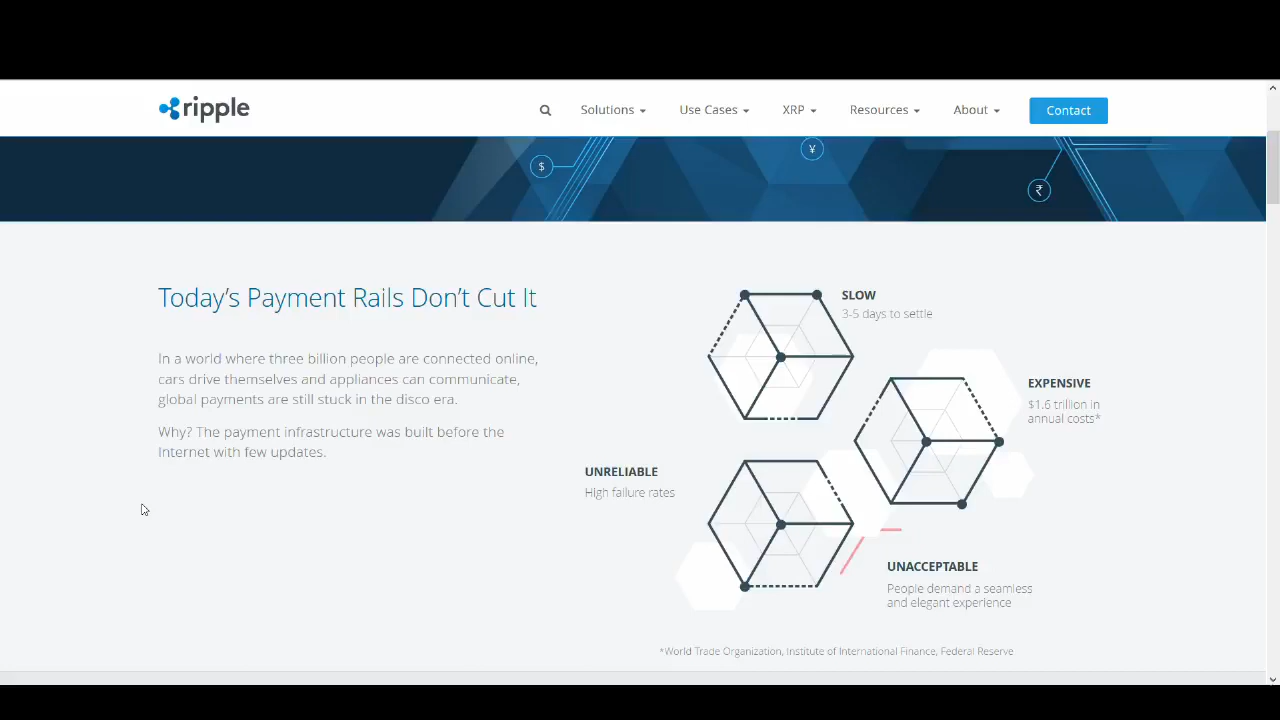 ripple
Solutions
Use Cases
XRP
Resources
About
Contact
$
¥
₹
Today's Payment Rails Don't Cut It
In a world where three billion people are connected online,
cars drive themselves and appliances can communicate,
global payments are still stuck in the disco era.
Why? The payment infrastructure was built before the
Internet with few updates.
SLOW
3-5 days to settle
EXPENSIVE
$1.6 trillion in
annual costs*
UNRELIABLE
High failure rates
UNACCEPTABLE
People demand a seamless
and elegant experience
*World Trade Organization, Institute of International Finance, Federal Reserve